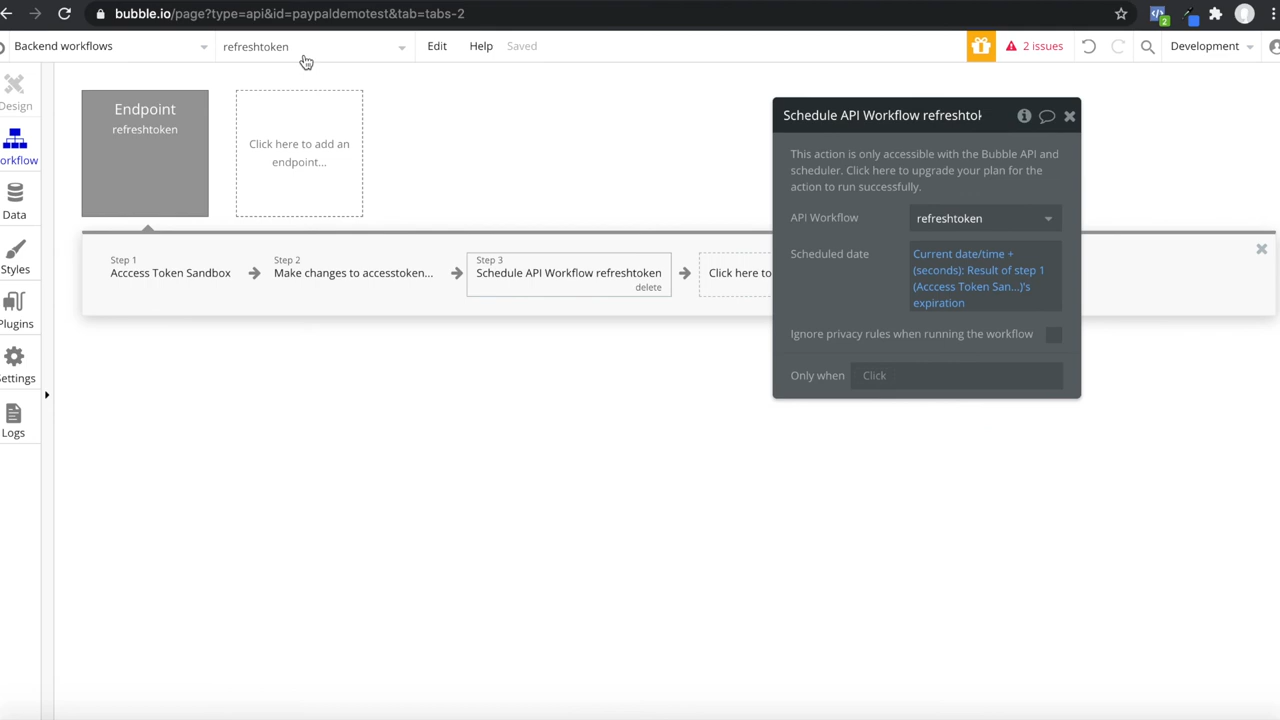 bubble.io/page?type=api&id=paypaldemotest&tab=tabs-2
2
Backend workflows
refreshtoken
Edit
Help
Saved
2 issues
Development
Design
orkflow
Data
Styles
Plugins
Settings
Logs
Endpoint
refreshtoken
Click here to add an
endpoint...
Step 1
Acccess Token Sandbox
Step 2
Make changes to accesstoken...
Step 3
Schedule API Workflow refreshtoken
delete
Click here to
Schedule API Workflow refreshtok
This action is only accessible with the Bubble API and
scheduler. Click here to upgrade your plan for the
action to run successfully.
API Workflow
refreshtoken
Scheduled date
Current date/time +
(seconds): Result of step 1
(Acccess Token San...)'s
expiration
Ignore privacy rules when running the workflow
Only when
Click